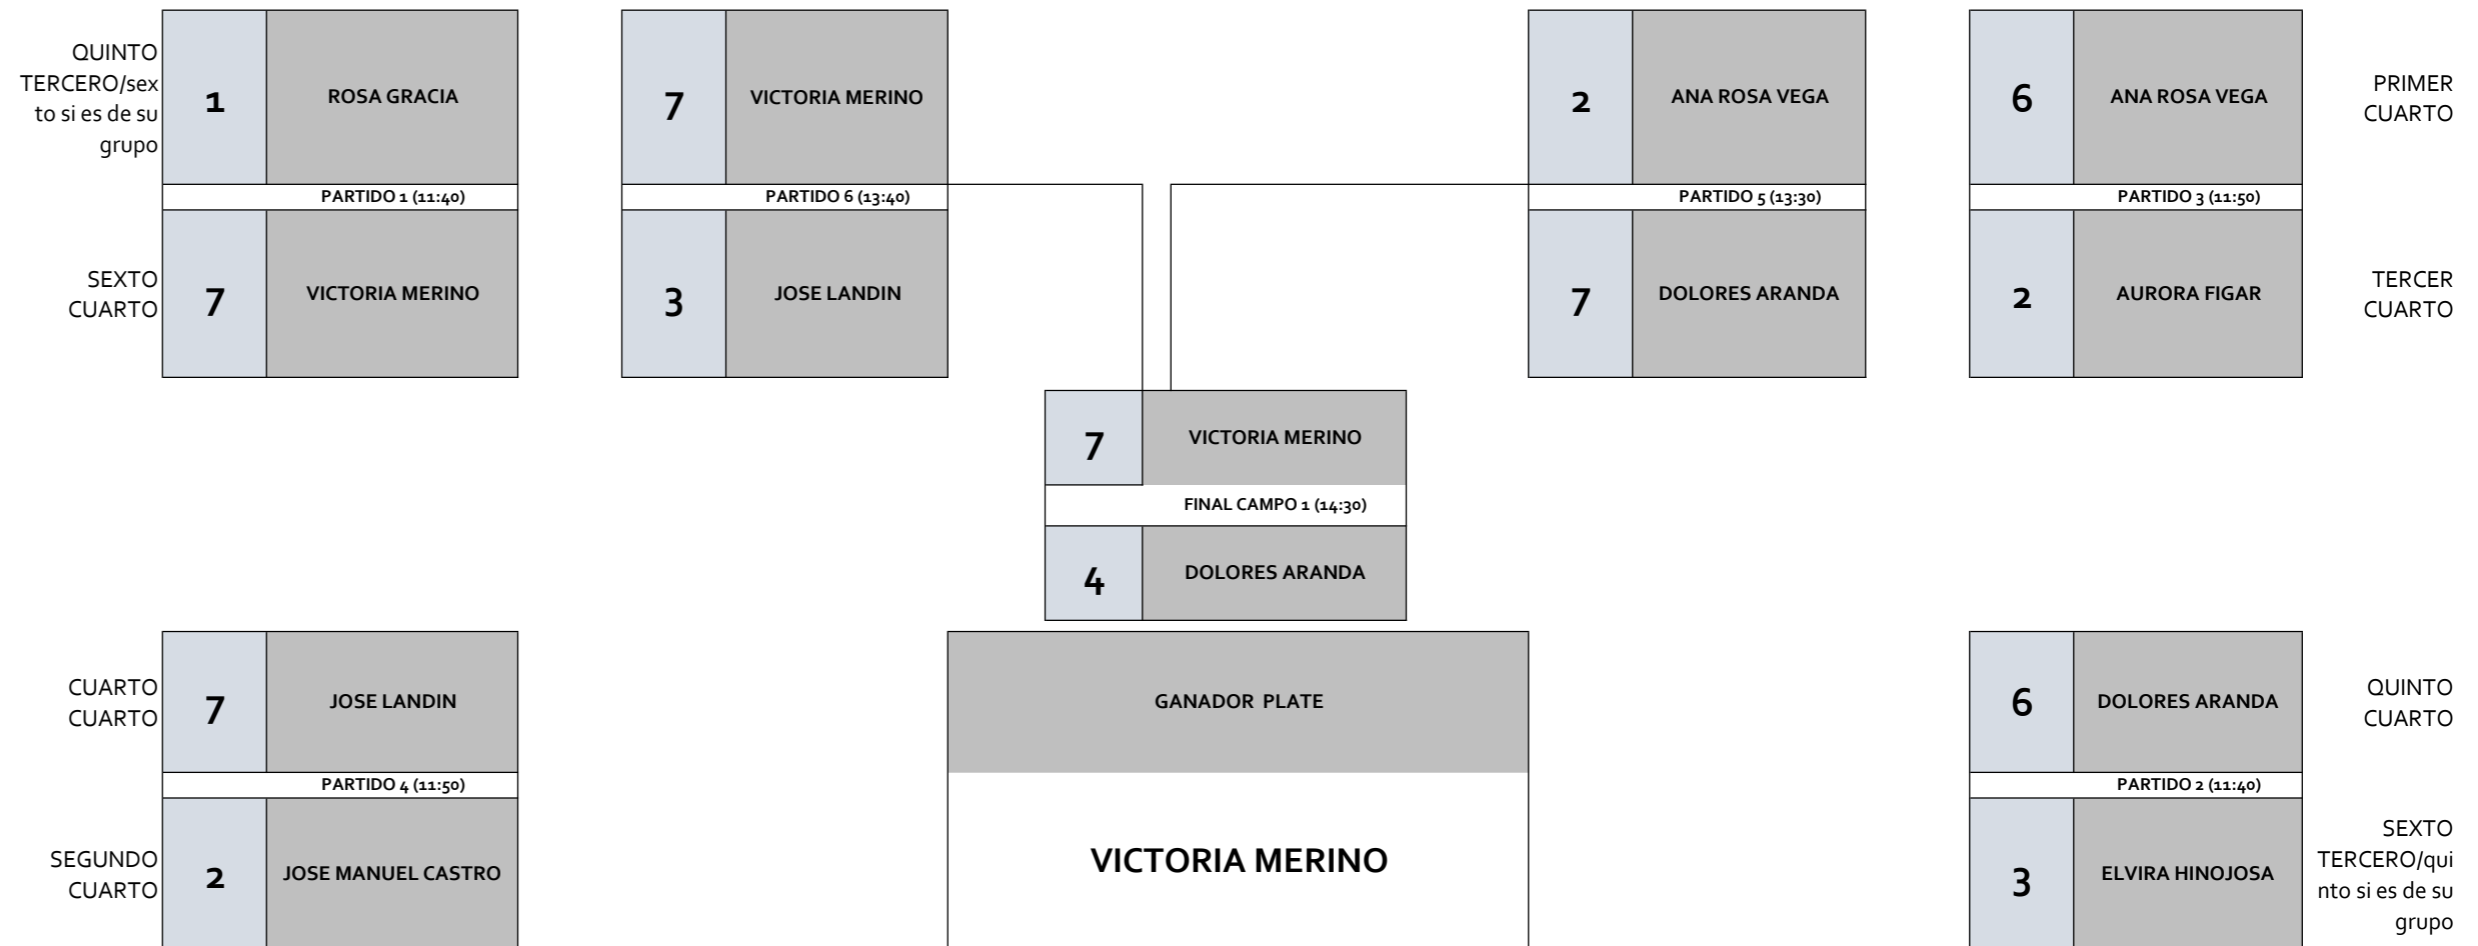 QUINTO
TERCERO/sex
to si es de su
grupo
1
ROSA GRACIA
PARTIDO 1 (11:40)
SEXTO
CUARTO
7
VICTORIA MERINO
7
VICTORIA MERINO
PARTIDO 6 (13:40)
3
JOSE LANDIN
2
ANA ROSA VEGA
PARTIDO 5 (13:30)
7
DOLORES ARANDA
6
ANA ROSA VEGA
PRIMER
CUARTO
PARTIDO 3 (11:50)
2
AURORA FIGAR
TERCER
CUARTO
7
VICTORIA MERINO
FINAL CAMPO 1 (14:30)
4
DOLORES ARANDA
CUARTO
CUARTO
7
JOSE LANDIN
PARTIDO 4 (11:50)
SEGUNDO
CUARTO
2
JOSE MANUEL CASTRO
GANADOR PLATE
VICTORIA MERINO
6
DOLORES ARANDA
QUINTO
CUARTO
PARTIDO 2 (11:40)
3
ELVIRA HINOJOSA
SEXTO
TERCERO/qui
nto si es de su
grupo